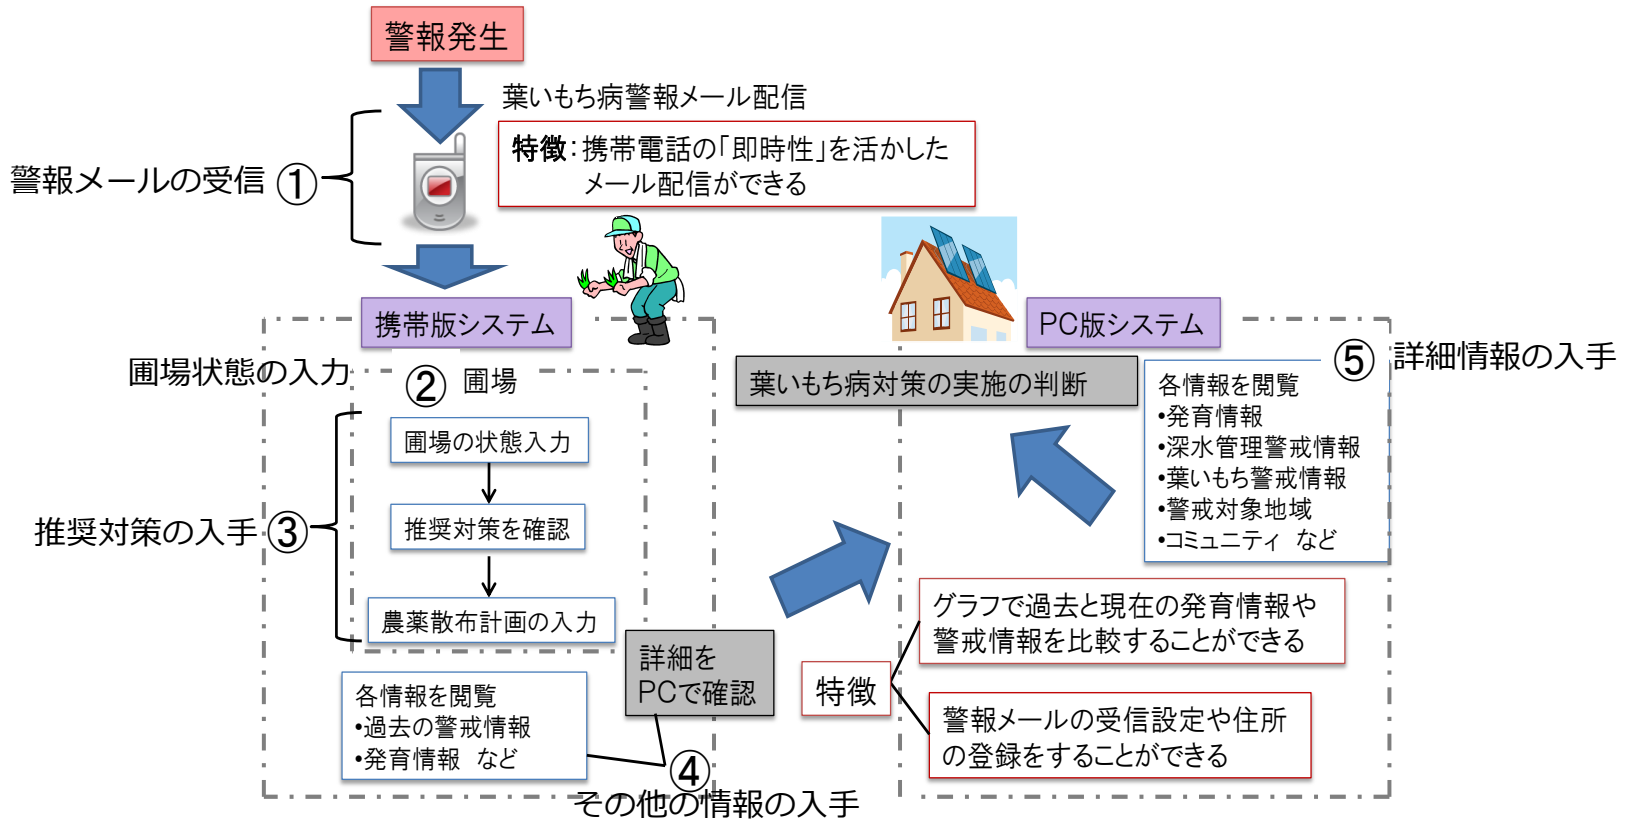 警報発生
葉いもち病警報メール配信
特徴：携帯電話の「即時性」を活かした
メール配信ができる
警報メールの受信 ①
携帯版システム
圃場状態の入力 ② 圃場
圃場の状態入力
推奨対策の入手 ③
推奨対策を確認
農薬散布計画の入力
各情報を閲覧
•過去の警戒情報
•発育情報 など
詳細を
PCで確認
④
その他の情報の入手
PC版システム
⑤ 詳細情報の入手
葉いもち病対策の実施の判断
各情報を閲覧
•発育情報
•深水管理警戒情報
•葉いもち警戒情報
•警戒対象地域
•コミュニティ など
特徴
グラフで過去と現在の発育情報や
警戒情報を比較することができる
警報メールの受信設定や住所
の登録をすることができる